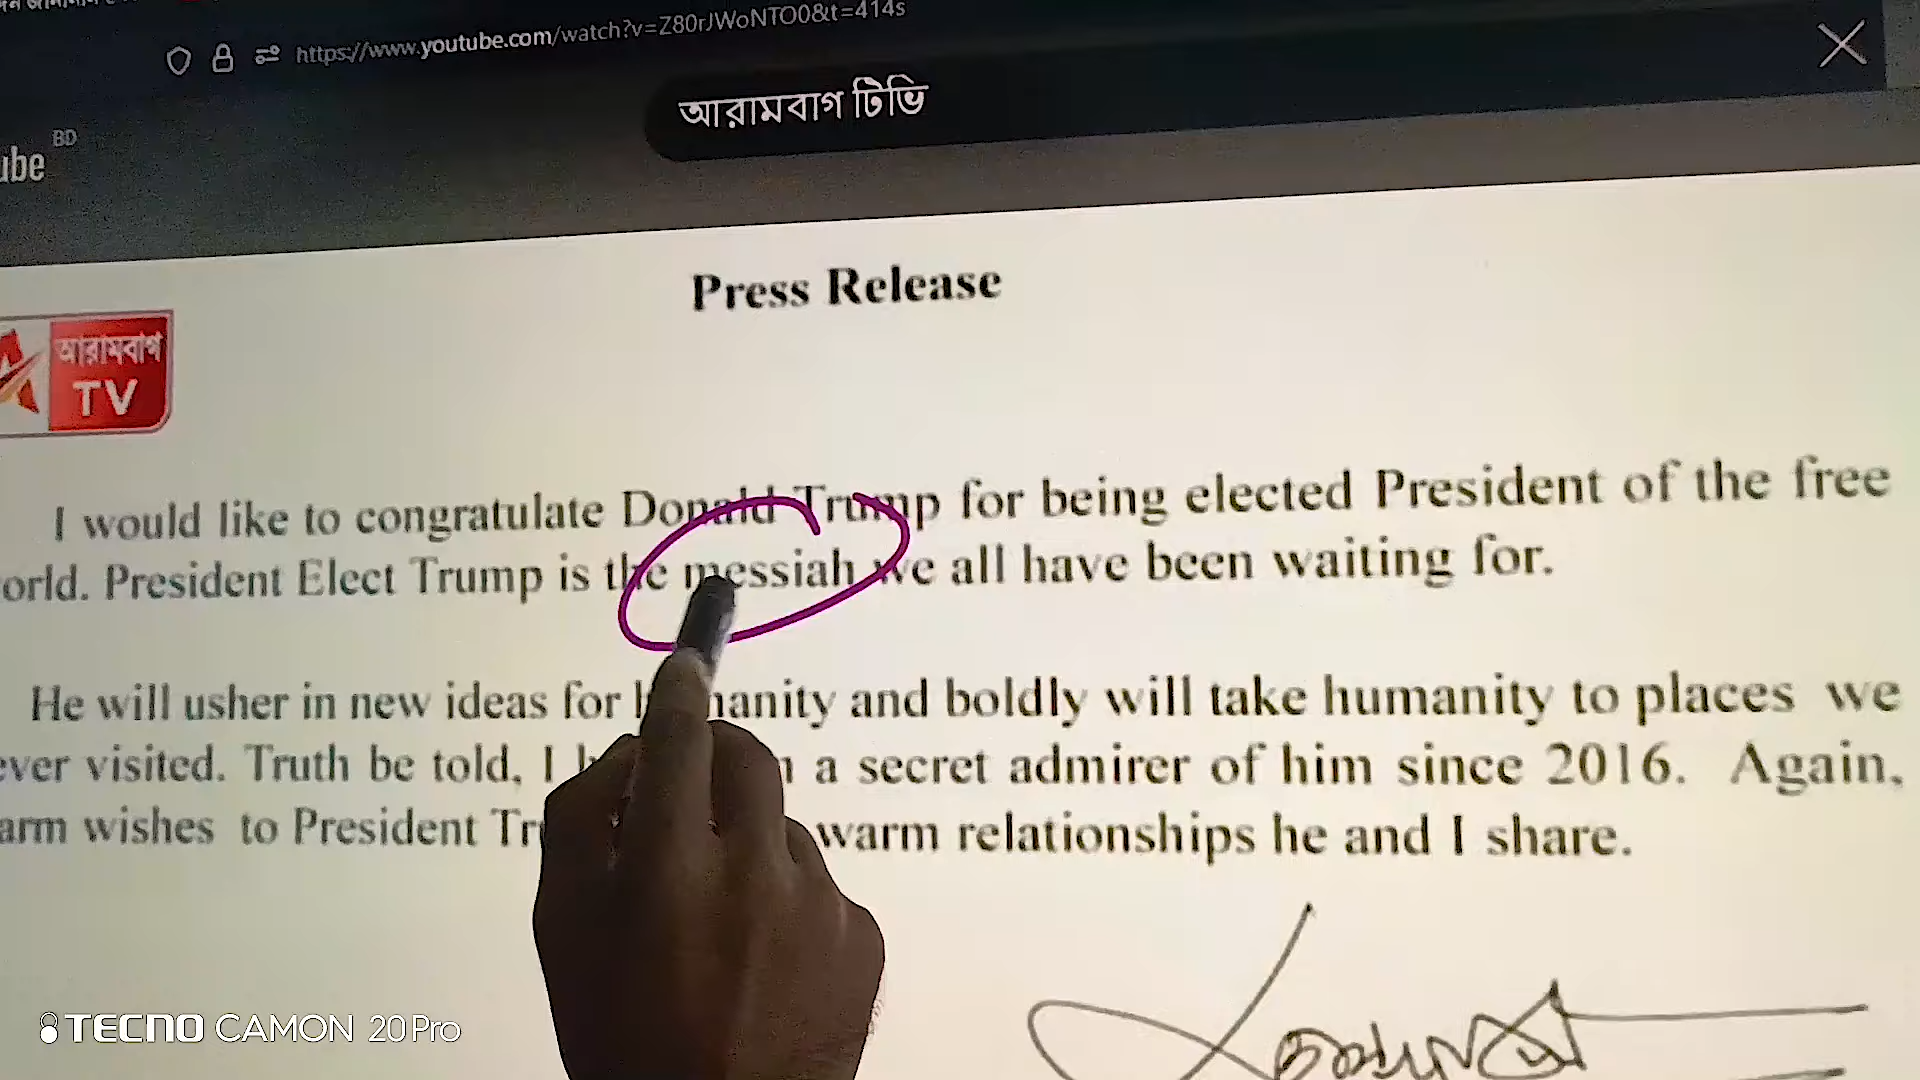 https://www.youtube.com/watch?v=Z80rJWoNTO0&t=414s
আরামবাগ টিভি
BD
Press Release
আরামবাগ
TV
I would like to congratulate Donald Trump for being elected President of the free
orld. President Elect Trump is the messiah we all have been waiting for.
He will usher in new ideas for humanity and boldly will take humanity to places we
ever visited. Truth be told, I a secret admirer of him since 2016. Again,
arm wishes to President warm relationships he and I share.
TECNO CAMON 20 Pro